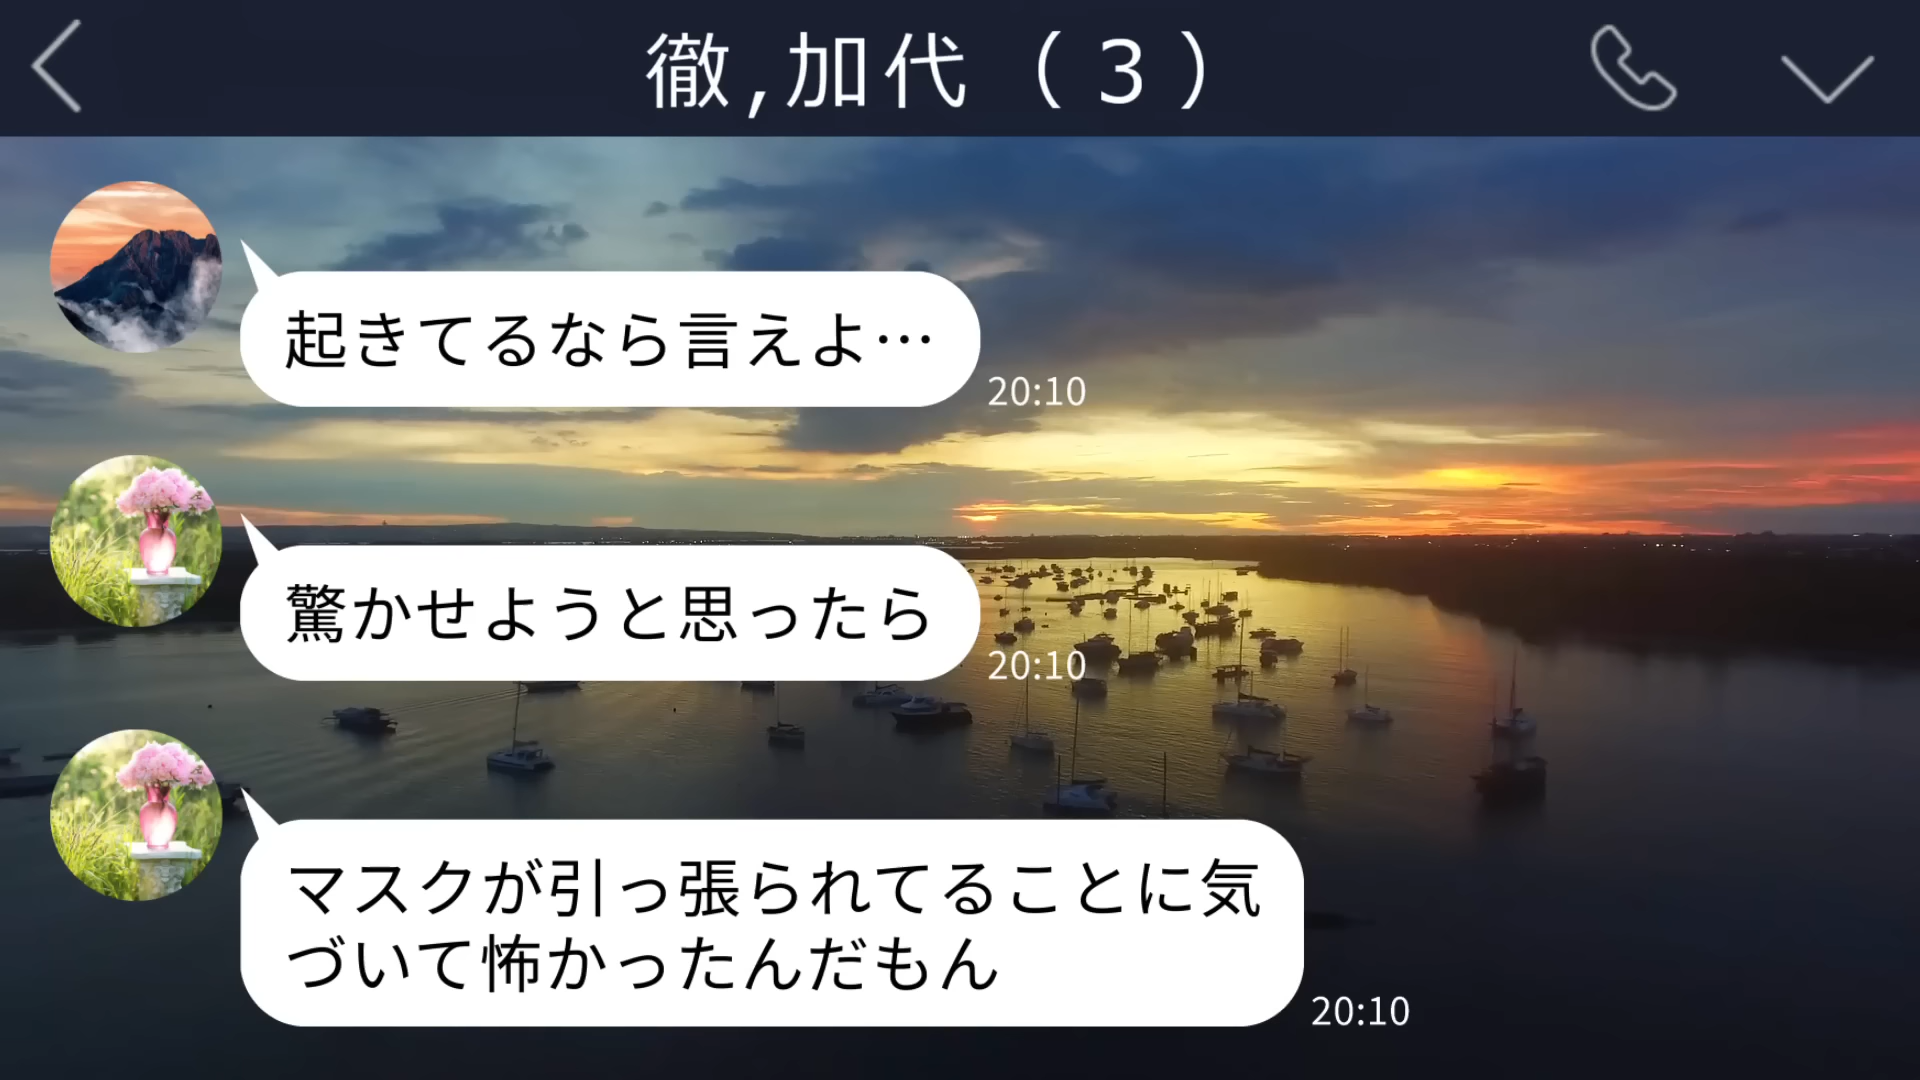 徹,加代（３）
起きてるなら言えよ…
20:10
驚かせようと思ったら
20:10
マスクが引っ張られてることに気
づいて怖かったんだもん
20:10